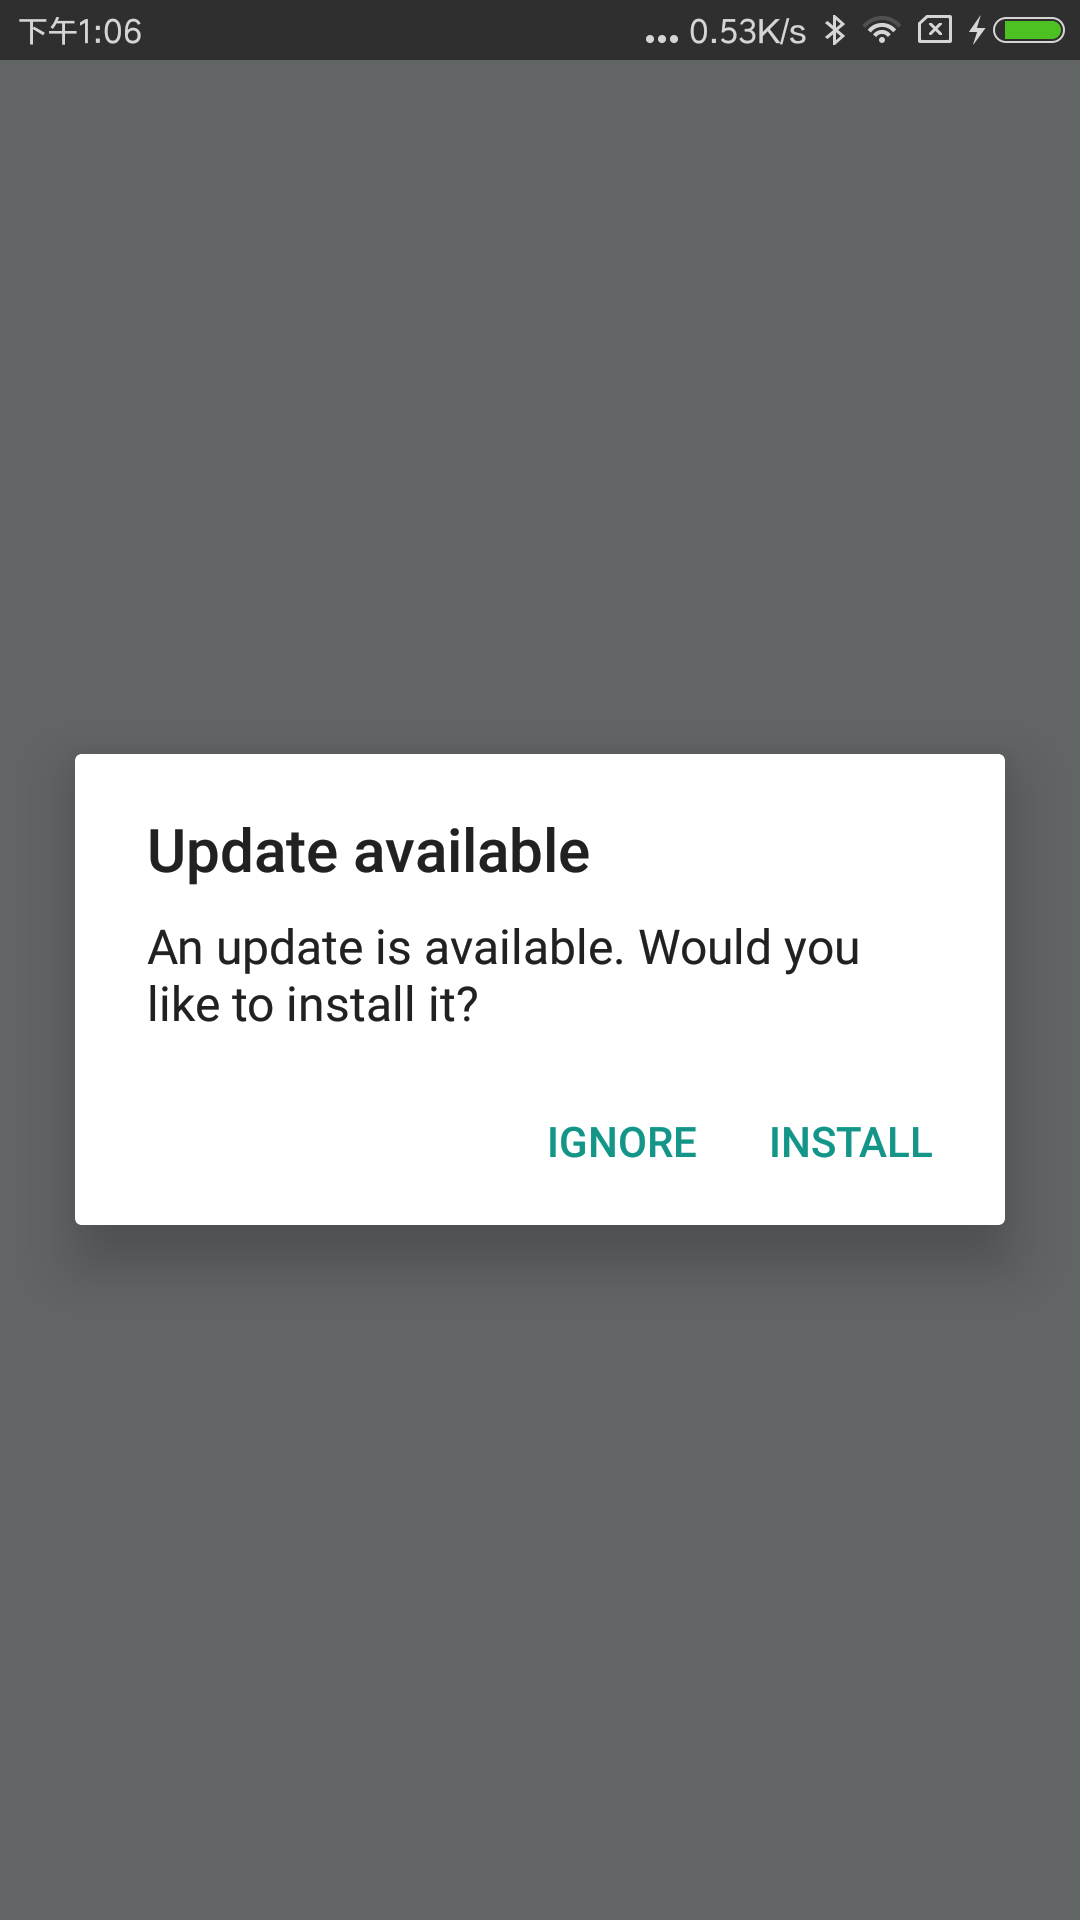 下午1:06
... 0.53K/s
Update available
An update is available. Would you
like to install it?
IGNORE INSTALL